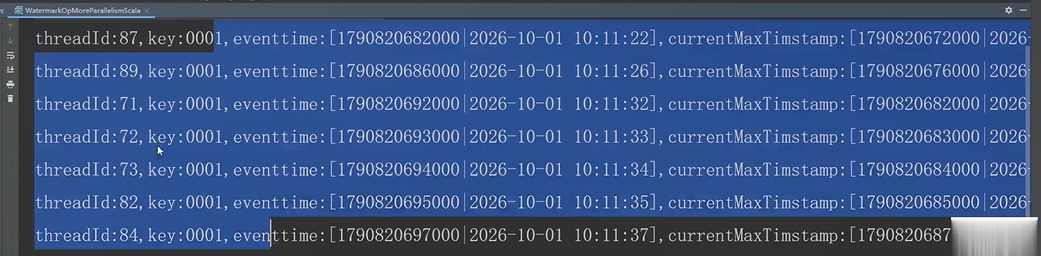 WatermarkOpMoreParallelismScala
threadId:87,key:0001,eventtime:[1790820682000|2026-10-01 10:11:22],currentMaxTimstamp:[1790820672000|2026-
threadId:89,key:0001,eventtime:[1790820686000|2026-10-01 10:11:26],currentMaxTimstamp:[1790820676000|2026-
threadId:71,key:0001,eventtime:[1790820692000|2026-10-01 10:11:32],currentMaxTimstamp:[1790820682000|2026-
threadId:72,key:0001,eventtime:[1790820693000|2026-10-01 10:11:33],currentMaxTimstamp:[1790820683000|2026-
threadId:73,key:0001,eventtime:[1790820694000|2026-10-01 10:11:34],currentMaxTimstamp:[1790820684000|2026-
threadId:82,key:0001,eventtime:[1790820695000|2026-10-01 10:11:35],currentMaxTimstamp:[1790820685000|2026-
threadId:84,key:0001,eventtime:[1790820697000|2026-10-01 10:11:37],currentMaxTimstamp:[1790820687